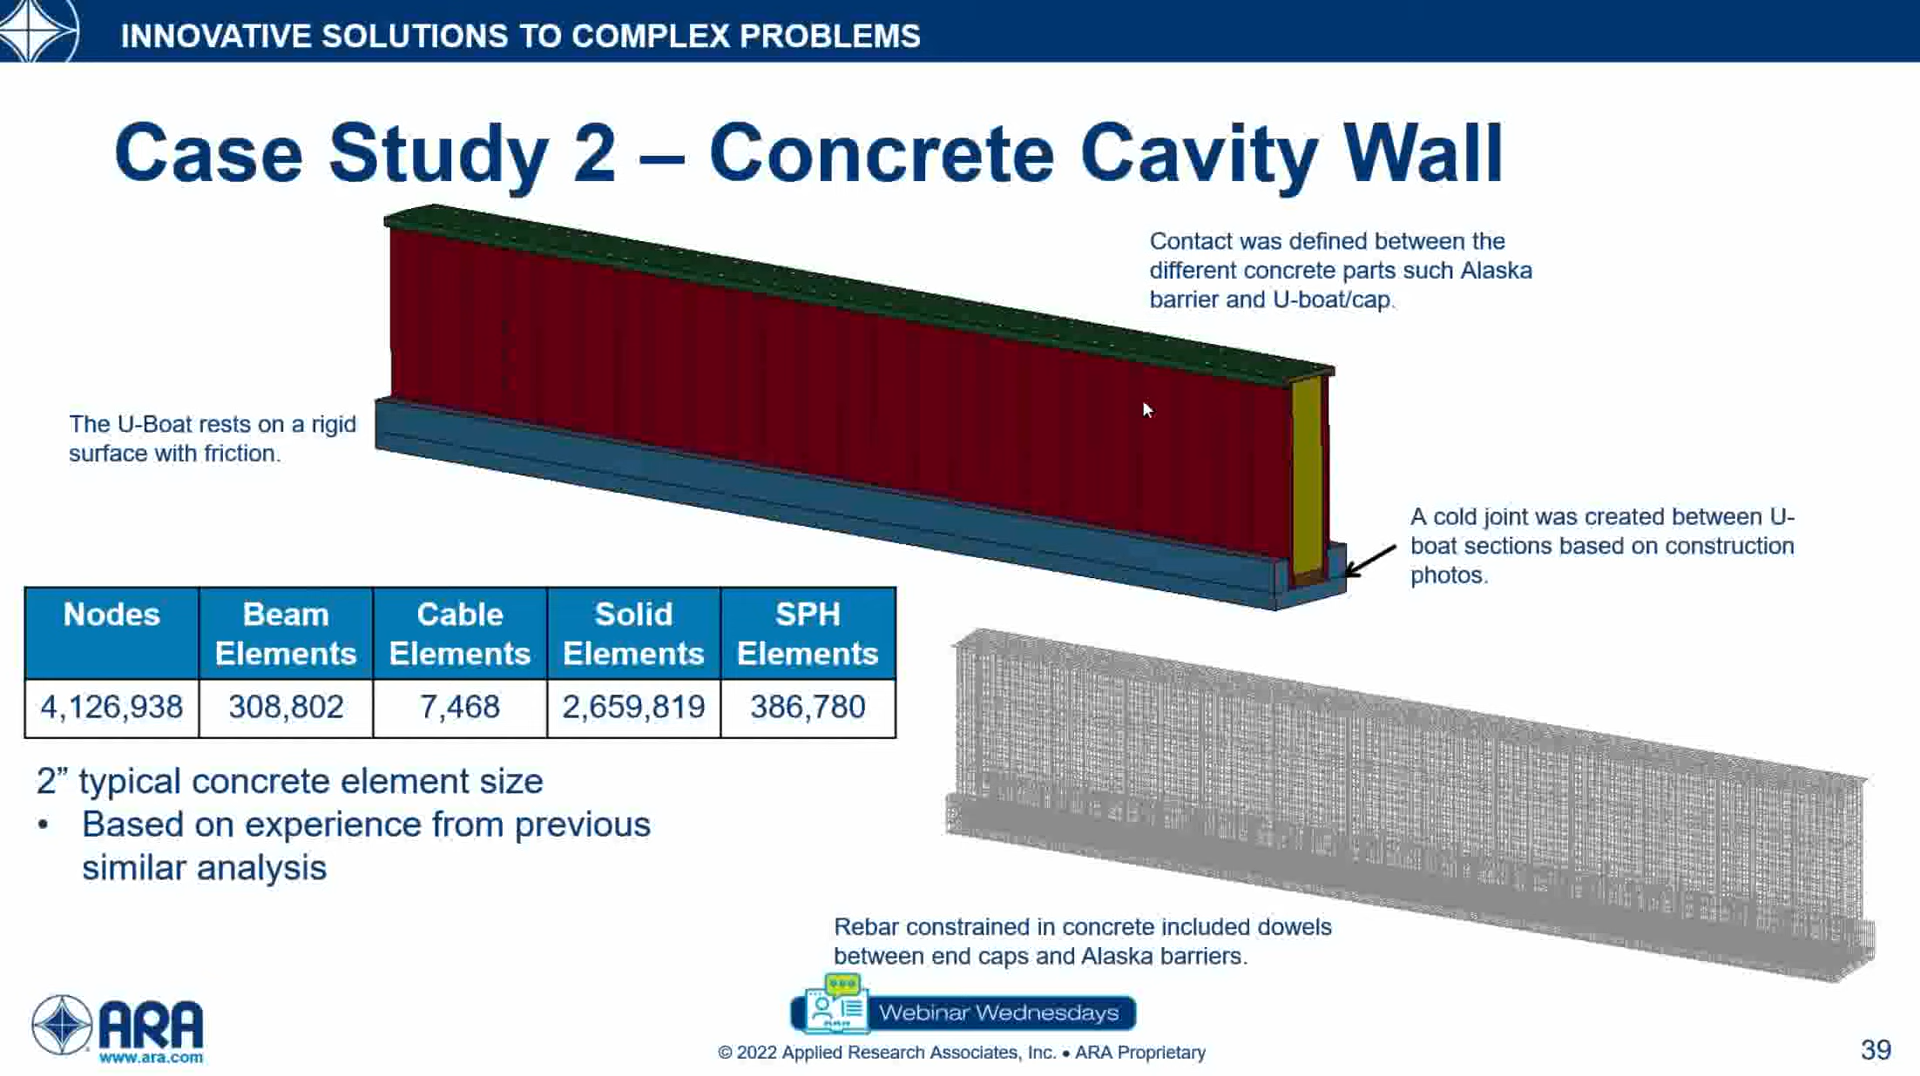 INNOVATIVE SOLUTIONS TO COMPLEX PROBLEMS
Case Study 2 – Concrete Cavity Wall
Contact was defined between the
different concrete parts such Alaska
barrier and U-boat/cap.
The U-Boat rests on a rigid
surface with friction.
A cold joint was created between U-
boat sections based on construction
photos.
Nodes Beam Elements Cable Elements Solid Elements SPH Elements
4,126,938 308,802 7,468 2,659,819 386,780
2” typical concrete element size
• Based on experience from previous
similar analysis
Rebar constrained in concrete included dowels
between end caps and Alaska barriers.
Webinar Wednesdays
ARA
www.ara.com
© 2022 Applied Research Associates, Inc. • ARA Proprietary
39